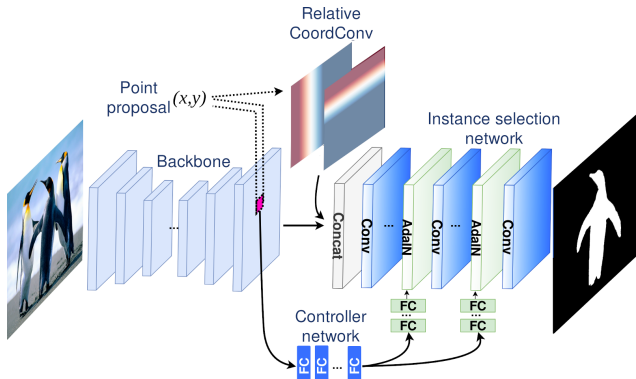 Relative
CoordConv
Point
proposal
(x,y)
Instance selection
network
Backbone
...
Concat
Conv
...
AdaIN
Conv
...
AdaIN
Conv
FC
...
FC
FC
...
FC
Controller
network
FC
FC
...
FC